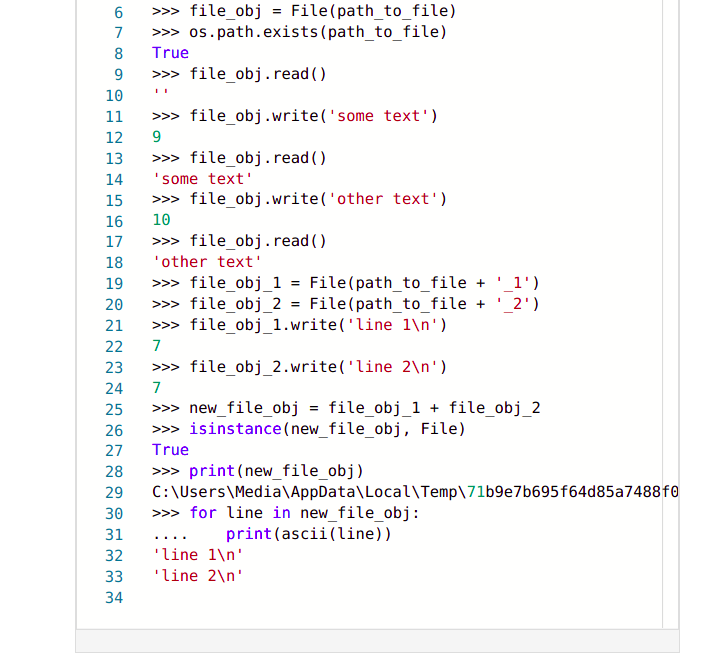 6 >>> file_obj = File(path_to_file)
7 >>> os.path.exists(path_to_file)
8 True
9 >>> file_obj.read()
10 ''
11 >>> file_obj.write('some text')
12 9
13 >>> file_obj.read()
14 'some text'
15 >>> file_obj.write('other text')
16 10
17 >>> file_obj.read()
18 'other text'
19 >>> file_obj_1 = File(path_to_file + '_1')
20 >>> file_obj_2 = File(path_to_file + '_2')
21 >>> file_obj_1.write('line 1\n')
22 7
23 >>> file_obj_2.write('line 2\n')
24 7
25 >>> new_file_obj = file_obj_1 + file_obj_2
26 >>> isinstance(new_file_obj, File)
27 True
28 >>> print(new_file_obj)
29 C:\Users\Media\AppData\Local\Temp\71b9e7b695f64d85a7488f0
30 >>> for line in new_file_obj:
31 ....    print(ascii(line))
32 'line 1\n'
33 'line 2\n'
34